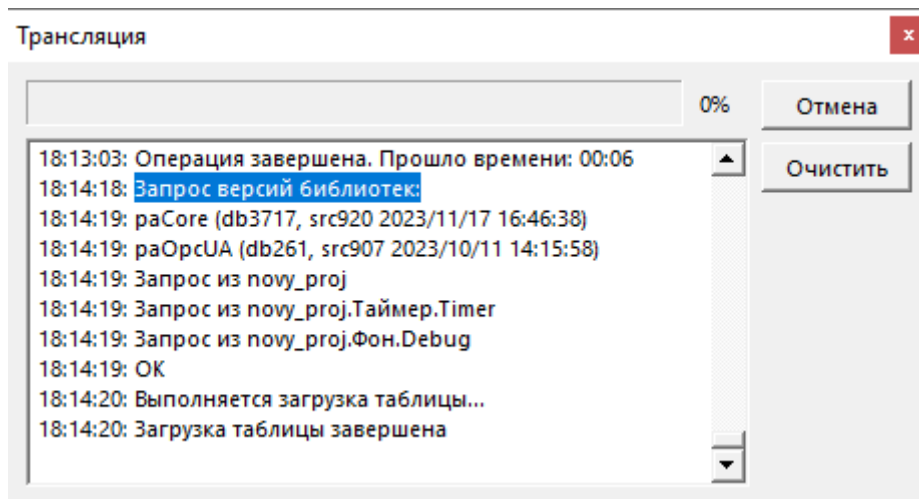 Трансляция
x
0%
Отмена
Очистить
18:13:03: Операция завершена. Прошло времени: 00:06
18:14:18: Запрос версий библиотек:
18:14:19: paCore (db3717, src920 2023/11/17 16:46:38)
18:14:19: paOpcUA (db261, src907 2023/10/11 14:15:58)
18:14:19: Запрос из novy_proj
18:14:19: Запрос из novy_proj.Таймер.Timer
18:14:19: Запрос из novy_proj.Фон.Debug
18:14:19: ОК
18:14:20: Выполняется загрузка таблицы...
18:14:20: Загрузка таблицы завершена